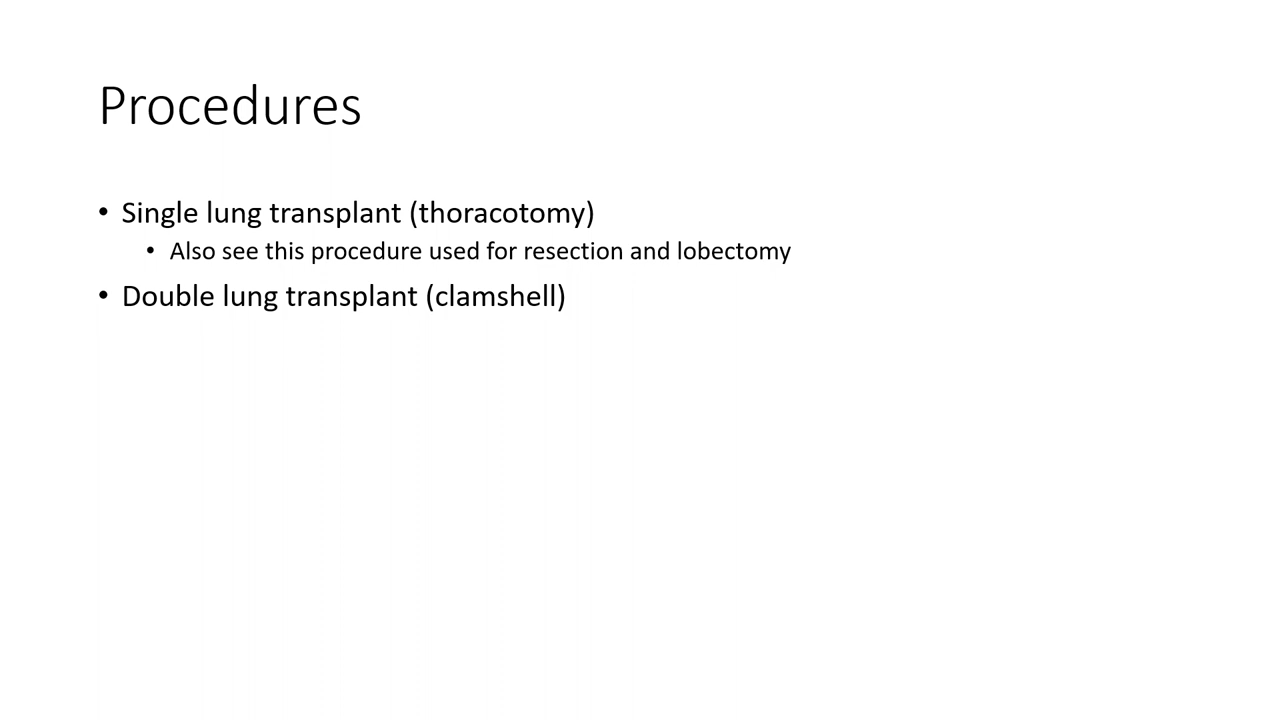 Procedures
• Single lung transplant (thoracotomy)
• Also see this procedure used for resection and lobectomy
• Double lung transplant (clamshell)